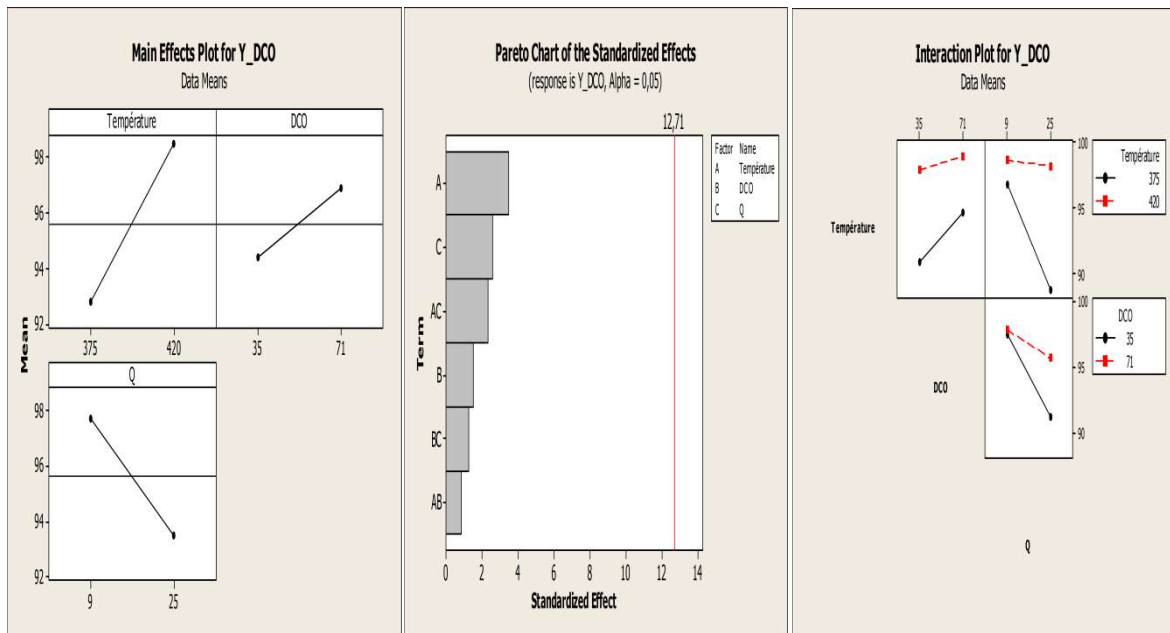 Main Effects Plot for Y_DCO
Data Means
Température DCO
98
96
94
92
375 420 35 71
Mean
Q
98
96
94
92
9 25
Pareto Chart of the Standardized Effects
(response is Y_DCO, Alpha = 0,05)
12,71
Factor Name
A Température
B DCO
C Q
Term
A
C
AC
B
BC
AB
0 2 4 6 8 10 12 14
Standardized Effect
Interaction Plot for Y_DCO
Data Means
35 71 9 25
100
95
90
Température
Température
375
420
100
95
90
DCO
DCO
35
71
Q